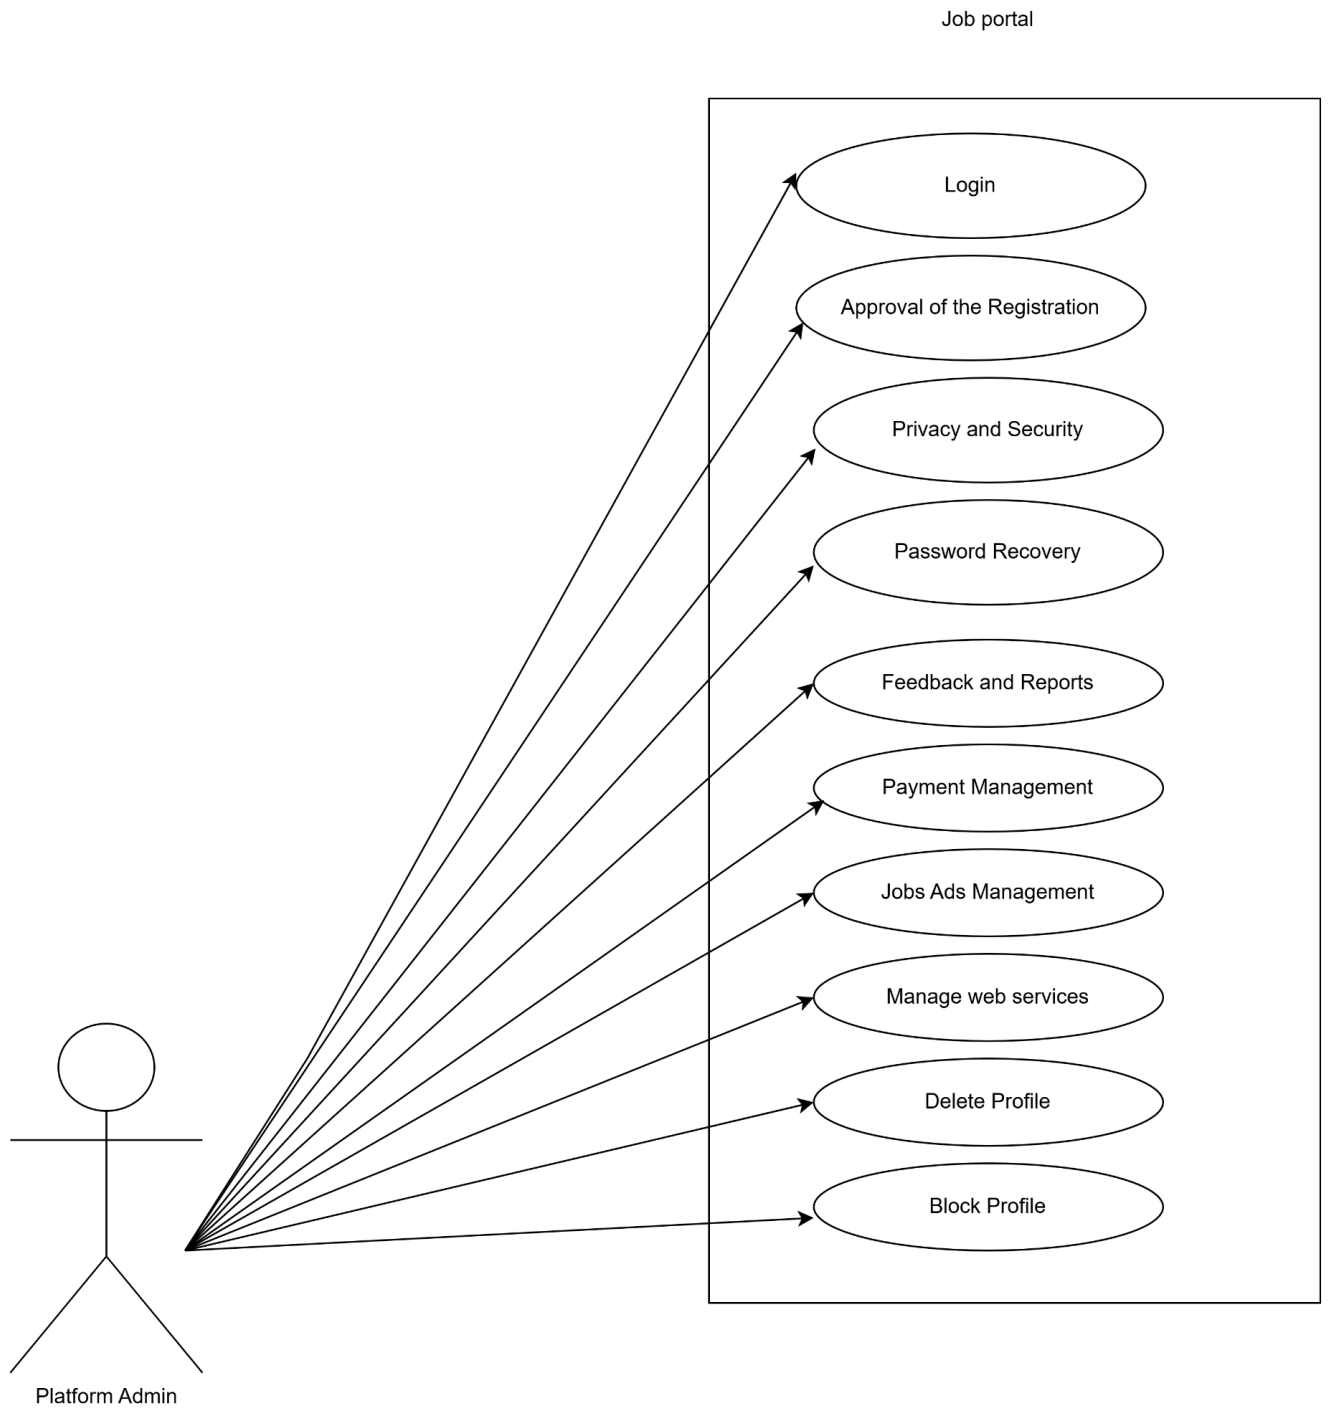 Job portal
Login
Approval of the Registration
Privacy and Security
Password Recovery
Feedback and Reports
Payment Management
Jobs Ads Management
Manage web services
Delete Profile
Block Profile
Platform Admin